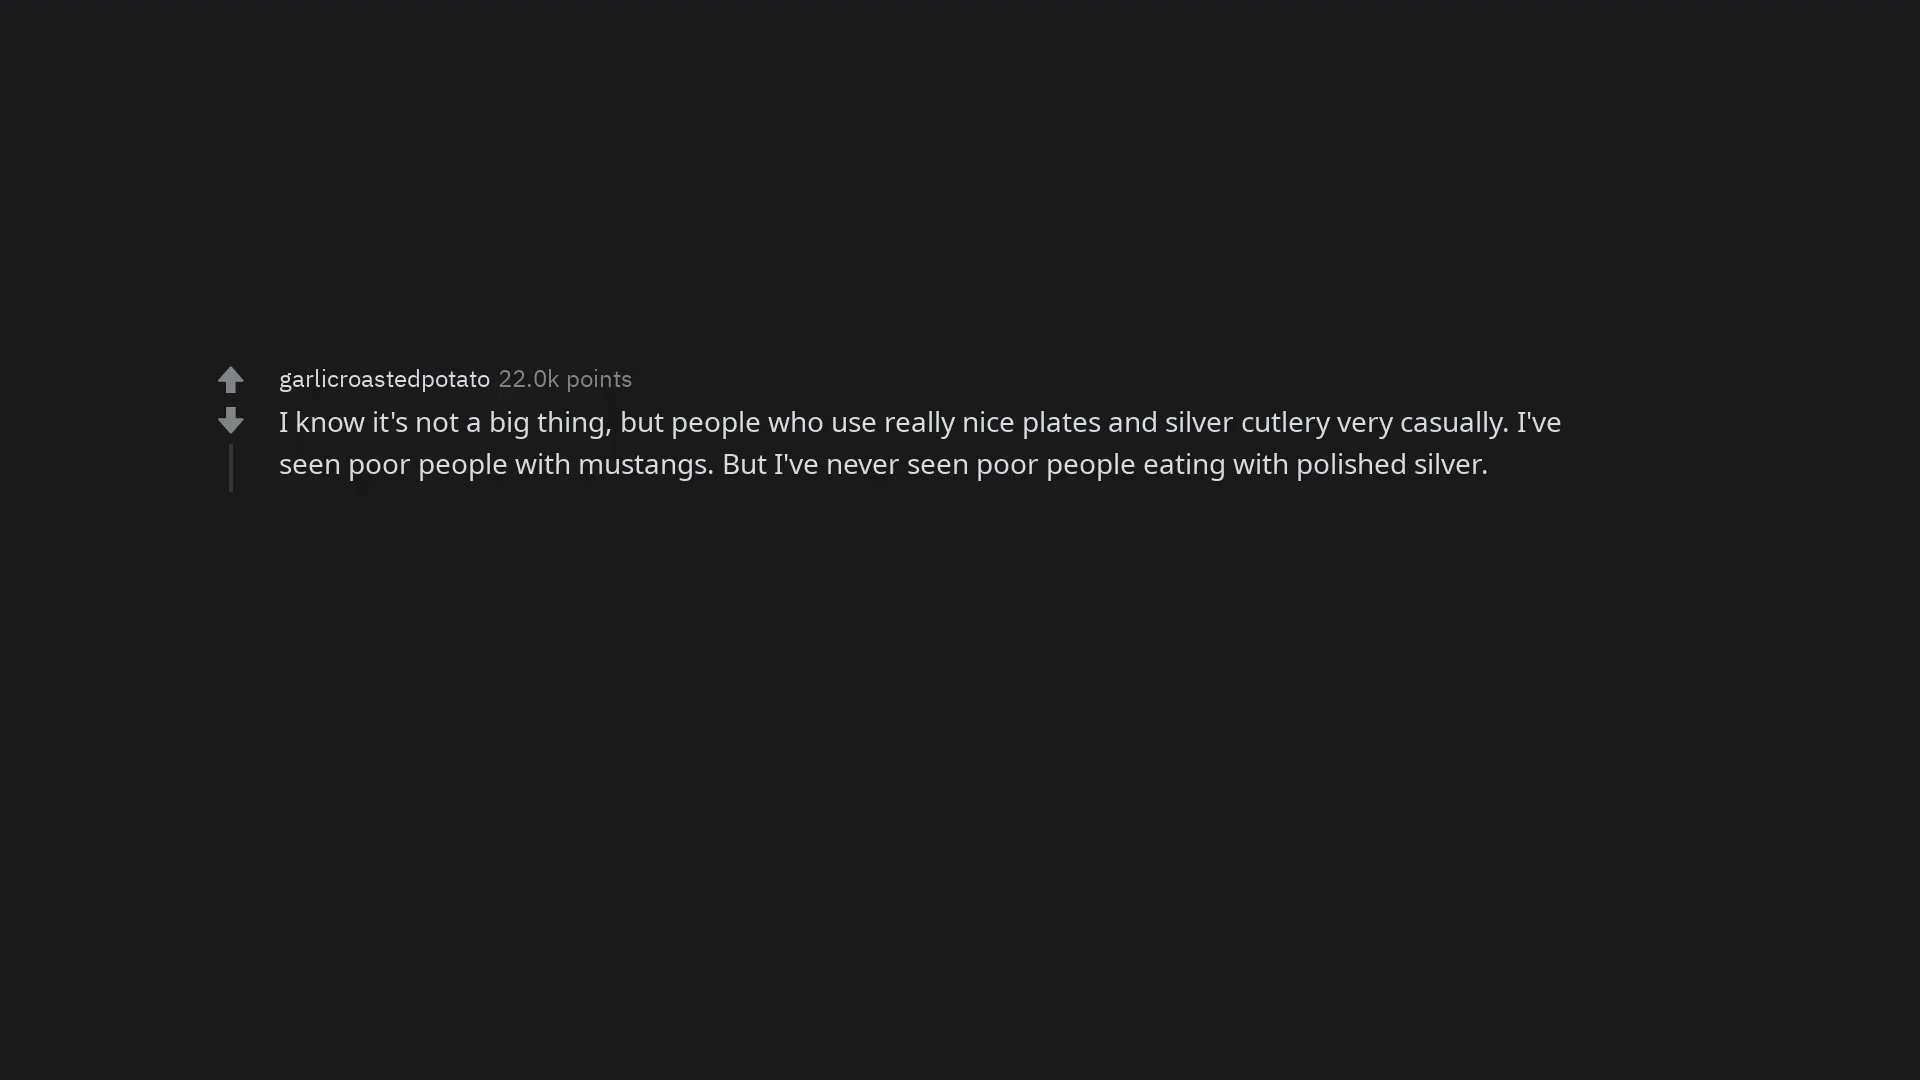 garlicroastedpotato 22.0k points
I know it's not a big thing, but people who use really nice plates and silver cutlery very casually. I've
seen poor people with mustangs. But I've never seen poor people eating with polished silver.